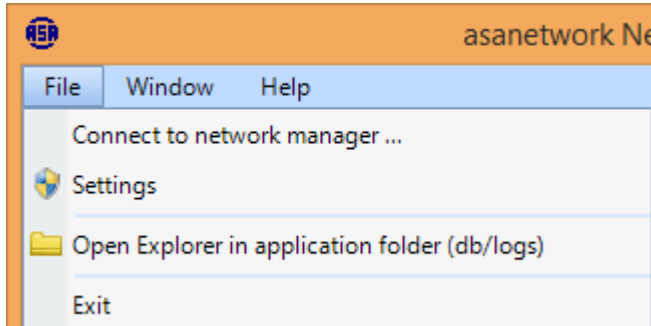 ASA
asanetwork Ne
File Window Help
Connect to network manager ...
Settings
Open Explorer in application folder (db/logs)
Exit